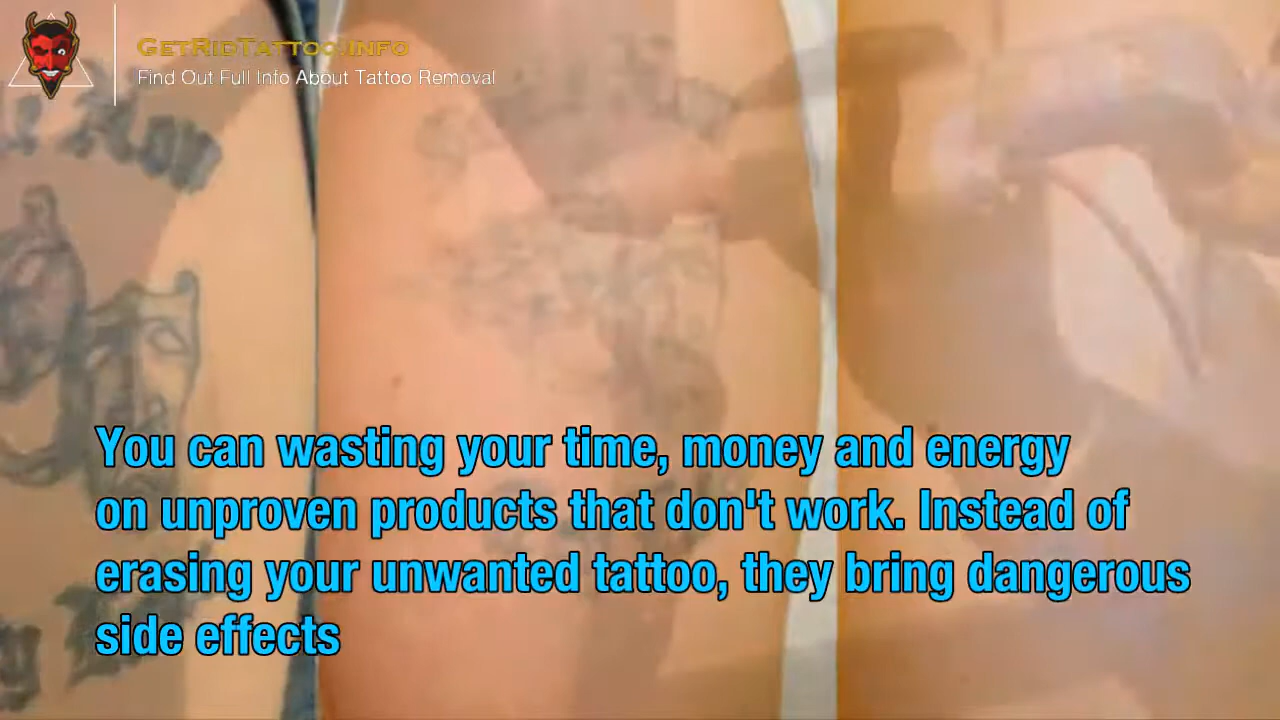 GetRidTattoo.info
Find Out Full Info About Tattoo Removal
You can wasting your time, money and energy
on unproven products that don't work. Instead of
erasing your unwanted tattoo, they bring dangerous
side effects